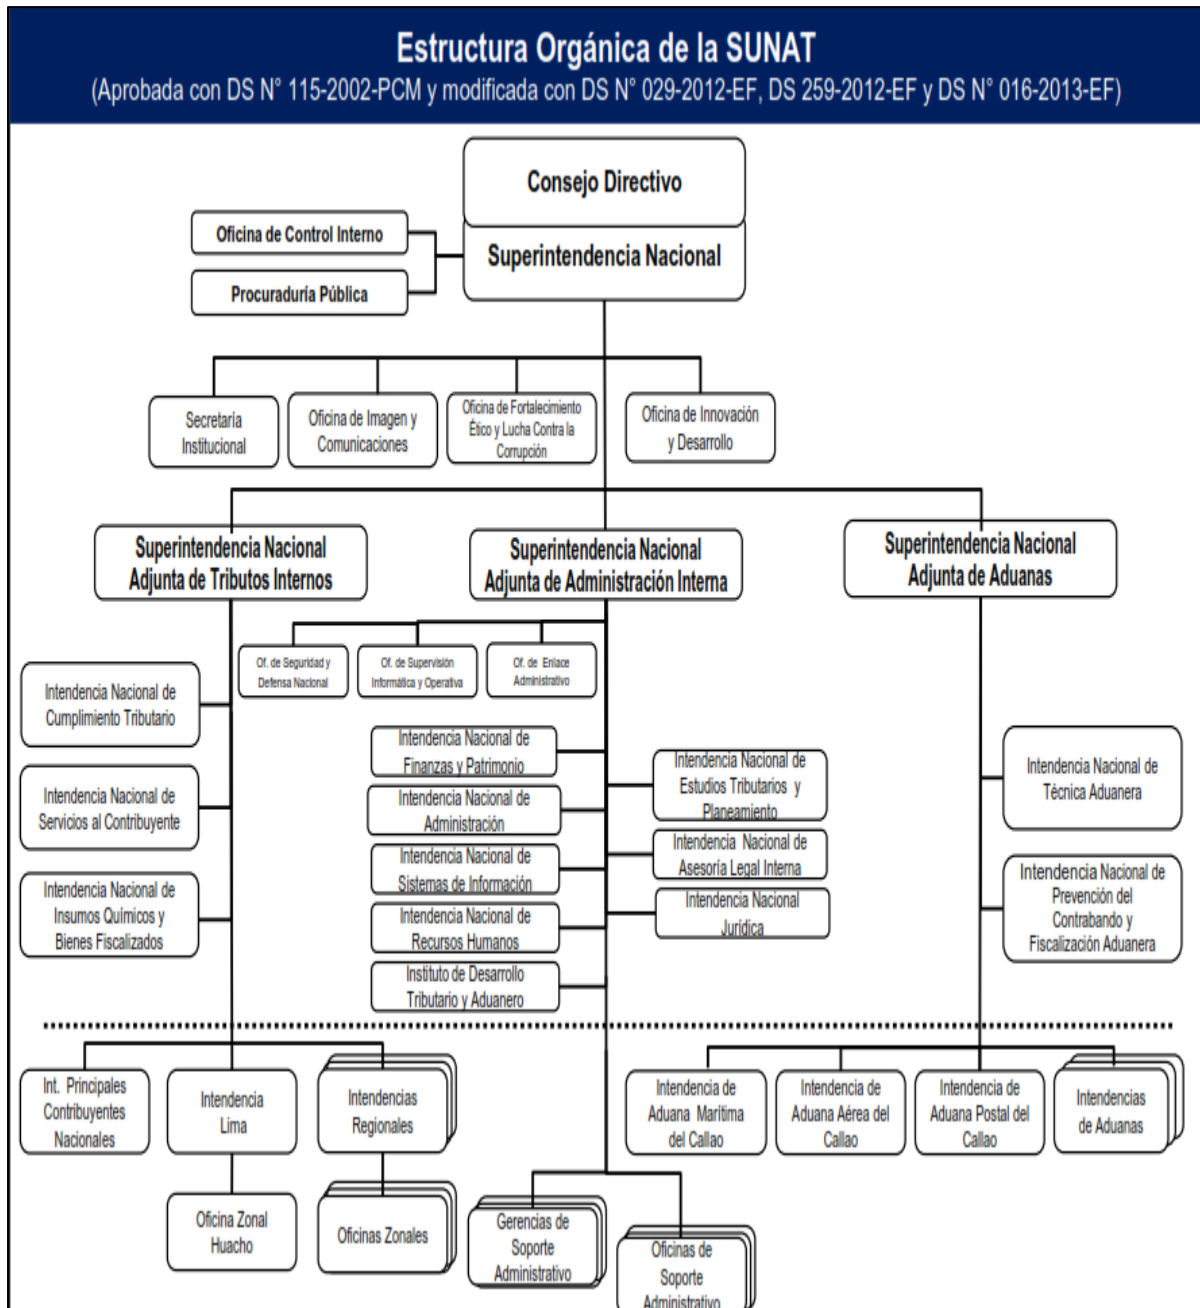 Estructura Orgánica de la SUNAT
(Aprobada con DS N° 115-2002-PCM y modificada con DS N° 029-2012-EF, DS 259-2012-EF y DS N° 016-2013-EF)
Consejo Directivo
Oficina de Control Interno
Superintendencia Nacional
Procuraduría Pública
Secretaría
Institucional
Oficina de Imagen y
Comunicaciones
Oficina de Fortalecimiento
Ético y Lucha Contra la
Corrupción
Oficina de Innovación
y Desarrollo
Superintendencia Nacional
Adjunta de Tributos Internos
Superintendencia Nacional
Adjunta de Administración Interna
Superintendencia Nacional
Adjunta de Aduanas
Of. de Seguridad y
Defensa Nacional
Of. de Supervisión
Informática y Operativa
Of. de Enlace
Administrativo
Intendencia Nacional de
Cumplimiento Tributario
Intendencia Nacional de
Servicios al Contribuyente
Intendencia Nacional de
Insumos Químicos y
Bienes Fiscalizados
Intendencia Nacional de
Finanzas y Patrimonio
Intendencia Nacional de
Administración
Intendencia Nacional de
Sistemas de Información
Intendencia Nacional de
Recursos Humanos
Instituto de Desarrollo
Tributario y Aduanero
Intendencia Nacional de
Estudios Tributarios y
Planeamiento
Intendencia Nacional de
Asesoría Legal Interna
Intendencia Nacional
Jurídica
Intendencia Nacional de
Técnica Aduanera
Intendencia Nacional de
Prevención del
Contrabando y
Fiscalización Aduanera
Int. Principales
Contribuyentes
Nacionales
Intendencia
Lima
Intendencias
Regionales
Intendencia de
Aduana Marítima
del Callao
Intendencia de
Aduana Aérea del
Callao
Intendencia de
Aduana Postal del
Callao
Intendencias
de Aduanas
Oficina Zonal
Huacho
Oficinas Zonales
Gerencias de
Soporte
Administrativo
Oficinas de
Soporte
Administrativo